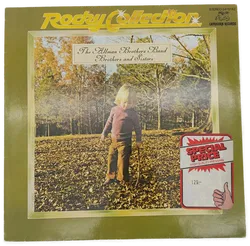 Rocky Collection
The Allman Brothers Band
Brothers and Sisters
SPECIAL
PRICE